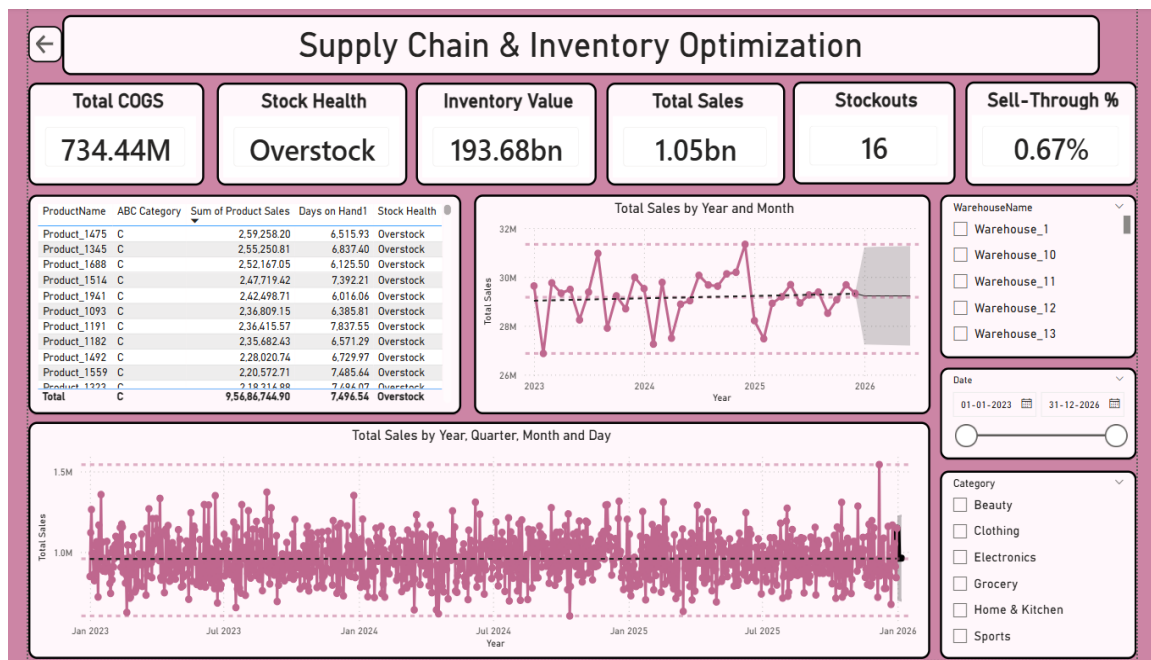 Supply Chain & Inventory Optimization
Total COGS
734.44M
Stock Health
Overstock
Inventory Value
193.68bn
Total Sales
1.05bn
Stockouts
16
Sell-Through %
0.67%
ProductName ABC Category Sum of Product Sales Days on Hand1 Stock Health
Product_1475 C 2,59,258.20 6,515.93 Overstock
Product_1345 C 2,55,250.81 6,837.40 Overstock
Product_1688 C 2,52,167.05 6,125.50 Overstock
Product_1514 C 2,47,719.42 7,392.21 Overstock
Product_1941 C 2,42,498.71 6,016.06 Overstock
Product_1093 C 2,36,809.15 6,385.81 Overstock
Product_1191 C 2,36,415.57 7,837.55 Overstock
Product_1182 C 2,35,682.43 6,571.29 Overstock
Product_1492 C 2,28,020.74 6,729.97 Overstock
Product_1559 C 2,20,572.71 7,485.64 Overstock
Product_1323 C 2,18,316.88 7,496.07 Overstock
Total C 9,56,86,744.90 7,496.54 Overstock
Total Sales by Year and Month
Total Sales
32M
30M
28M
26M
2023 2024 2025 2026
Year
WarehouseName
Warehouse_1
Warehouse_10
Warehouse_11
Warehouse_12
Warehouse_13
Date
01-01-2023 31-12-2026
Total Sales by Year, Quarter, Month and Day
Total Sales
1.5M
1.0M
Jan 2023 Jul 2023 Jan 2024 Jul 2024 Jan 2025 Jul 2025 Jan 2026
Year
Category
Beauty
Clothing
Electronics
Grocery
Home & Kitchen
Sports